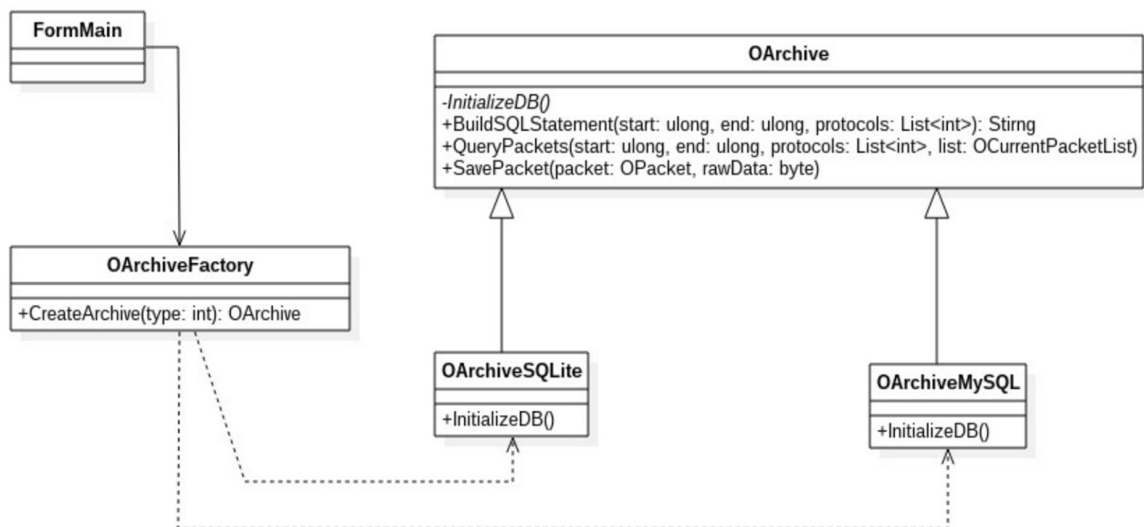 FormMain
OArchive
-InitializeDB()
+BuildSQLStatement(start: ulong, end: ulong, protocols: List<int>): Stirng
+QueryPackets(start: ulong, end: ulong, protocols: List<int>, list: OCurrentPacketList)
+SavePacket(packet: OPacket, rawData: byte)
OArchiveFactory
+CreateArchive(type: int): OArchive
OArchiveSQLite
+InitializeDB()
OArchiveMySQL
+InitializeDB()